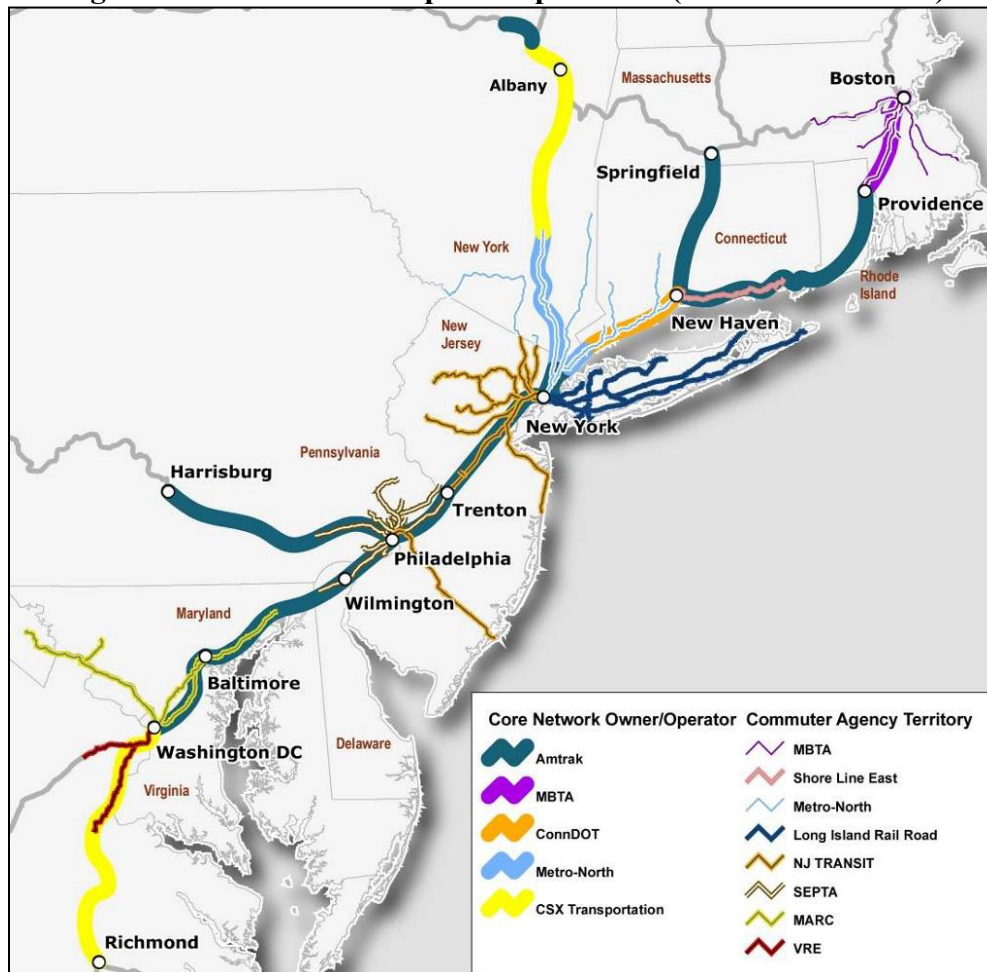 Albany
Massachusetts
Boston
Springfield
Providence
New York
Connecticut
Rhode
Island
New Haven
New
Jersey
New York
Pennsylvania
Harrisburg
Trenton
Philadelphia
Wilmington
Maryland
Baltimore
Washington DC
Delaware
Virginia
Richmond
Core Network Owner/Operator
Amtrak
MBTA
ConnDOT
Metro-North
CSX Transportation
Commuter Agency Territory
MBTA
Shore Line East
Metro-North
Long Island Rail Road
NJ TRANSIT
SEPTA
MARC
VRE